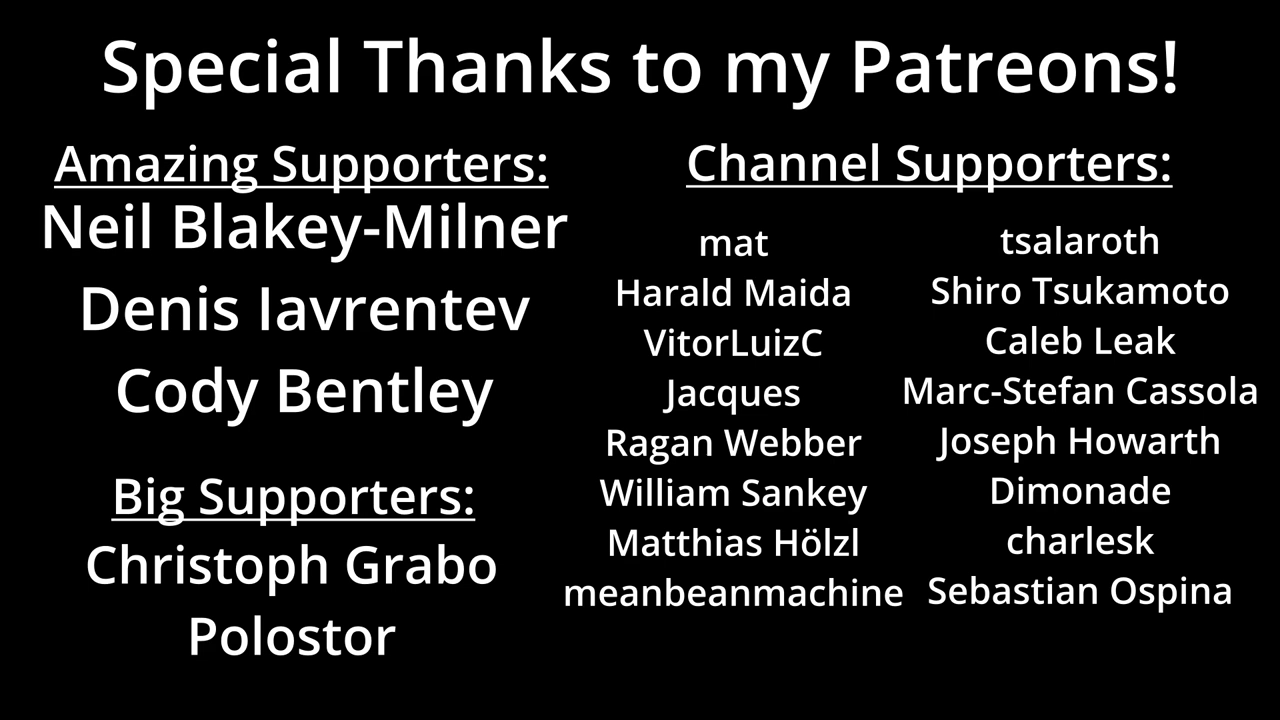 Special Thanks to my Patreons!
Amazing Supporters:
Neil Blakey-Milner
Denis Iavrentev
Cody Bentley
Big Supporters:
Christoph Grabo
Polostor
Channel Supporters:
mat
Harald Maida
VitorLuizC
Jacques
Ragan Webber
William Sankey
Matthias Hölzl
meanbeanmachine
tsalaroth
Shiro Tsukamoto
Caleb Leak
Marc-Stefan Cassola
Joseph Howarth
Dimonade
charlesk
Sebastian Ospina